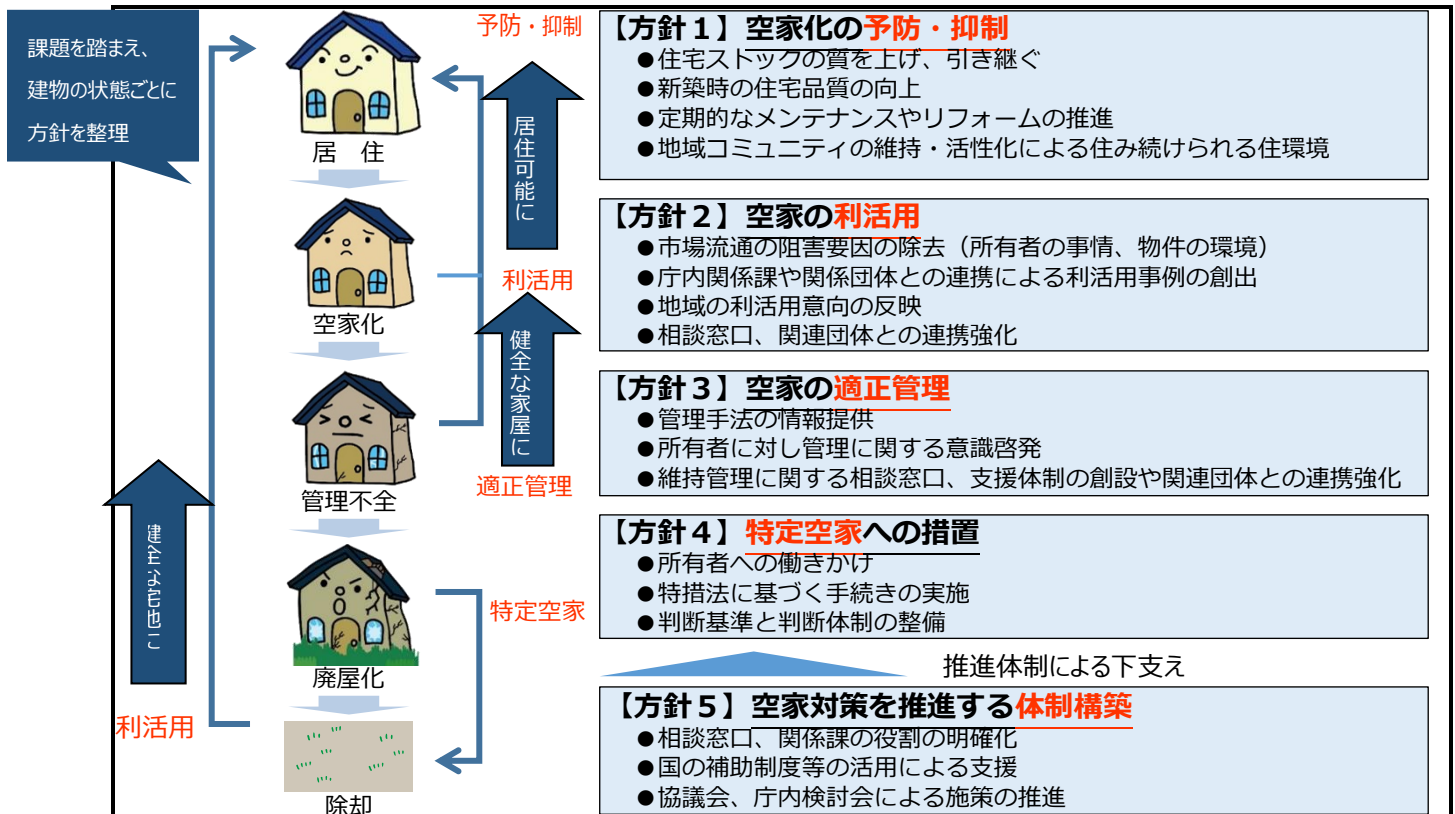 課題を踏まえ、
建物の状態ごとに
方針を整理
居　住
空家化
管理不全
廃屋化
除却
予防・抑制
居住可能に
利活用
健全な家屋に
適正管理
特定空家
健全な宅地に
利活用
【方針１】空家化の予防・抑制
●住宅ストックの質を上げ、引き継ぐ
●新築時の住宅品質の向上
●定期的なメンテナンスやリフォームの推進
●地域コミュニティの維持・活性化による住み続けられる住環境
【方針２】空家の利活用
●市場流通の阻害要因の除去（所有者の事情、物件の環境）
●庁内関係課や関係団体との連携による利活用事例の創出
●地域の利活用意向の反映
●相談窓口、関連団体との連携強化
【方針３】空家の適正管理
●管理手法の情報提供
●所有者に対し管理に関する意識啓発
●維持管理に関する相談窓口、支援体制の創設や関連団体との連携強化
【方針４】特定空家への措置
●所有者への働きかけ
●特措法に基づく手続きの実施
●判断基準と判断体制の整備
推進体制による下支え
【方針５】空家対策を推進する体制構築
●相談窓口、関係課の役割の明確化
●国の補助制度等の活用による支援
●協議会、庁内検討会による施策の推進